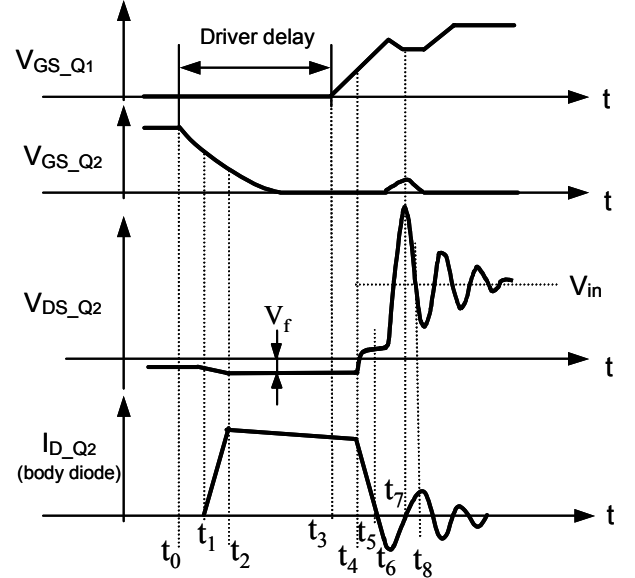 Driver delay
V_GS_Q1
t
V_GS_Q2
t
V_DS_Q2
V_f
V_in
t
I_D_Q2
(body diode)
t
t_0
t_1
t_2
t_3
t_4
t_5
t_6
t_7
t_8